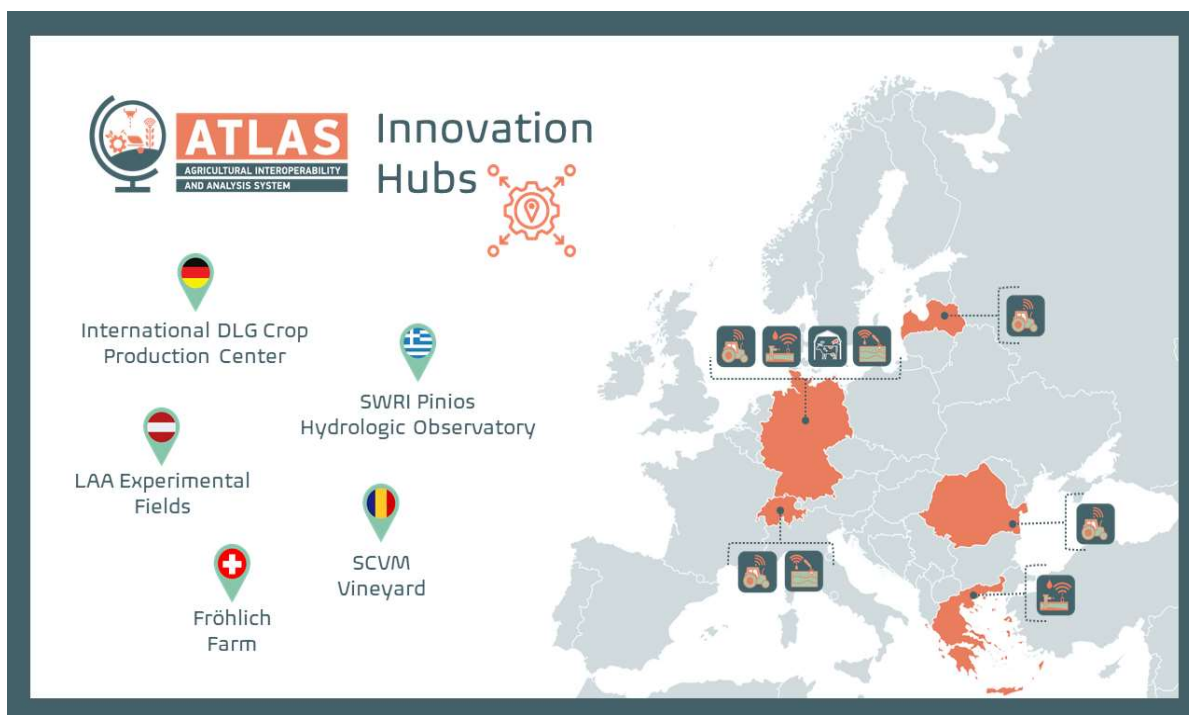 ATLAS
AGRICULTURAL INTEROPERABILITY
AND ANALYSIS SYSTEM
Innovation
Hubs
International DLG Crop
Production Center
SWRI Pinios
Hydrologic Observatory
LAA Experimental
Fields
SCVM
Vineyard
Fröhlich
Farm